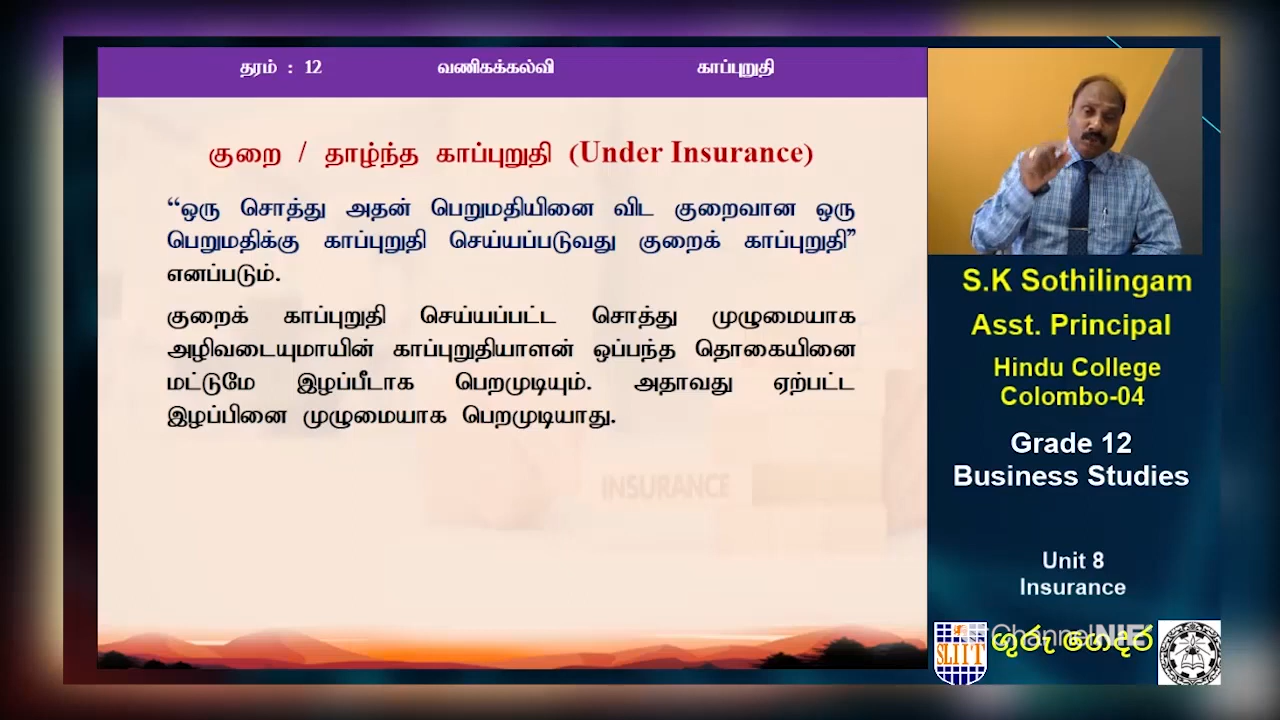 தரம் : 12 வணிகக்கல்வி காப்புறுதி
குறை / தாழ்ந்த காப்புறுதி (Under Insurance)
“ஒரு சொத்து அதன் பெறுமதியினை விட குறைவான ஒரு
பெறுமதிக்கு காப்புறுதி செய்யப்படுவது குறைக் காப்புறுதி”
எனப்படும்.
குறைக் காப்புறுதி செய்யப்பட்ட சொத்து முழுமையாக
அழிவடையுமாயின் காப்புறுதியாளன் ஒப்பந்த தொகையினை
மட்டுமே இழப்பீடாக பெறமுடியும். அதாவது ஏற்பட்ட
இழப்பினை முழுமையாக பெறமுடியாது.
INSURANCE
S.K Sothilingam
Asst. Principal
Hindu College
Colombo-04
Grade 12
Business Studies
Unit 8
Insurance
Channel NIE
SLIIT
ගුරු ගෙදර